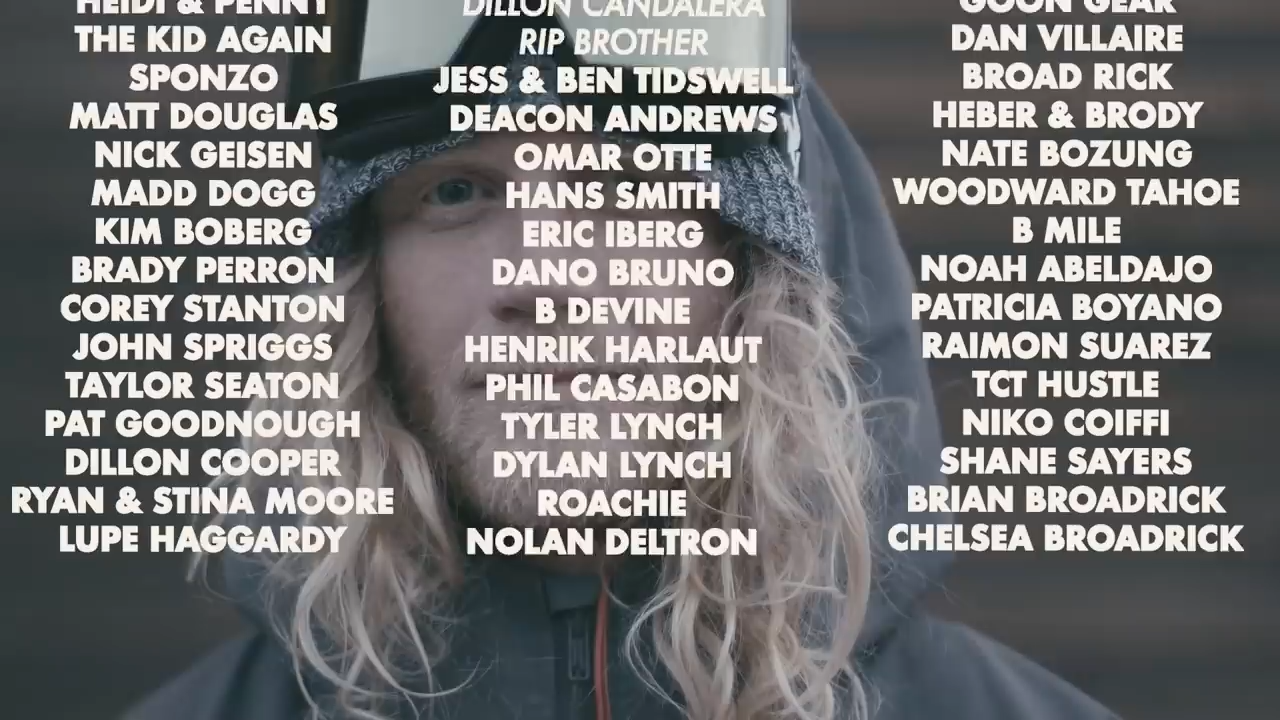 HEIDI & PENNY
THE KID AGAIN
SPONZO
MATT DOUGLAS
NICK GEISEN
MADD DOGG
KIM BOBERG
BRADY PERRON
COREY STANTON
JOHN SPRIGGS
TAYLOR SEATON
PAT GOODNOUGH
DILLON COOPER
RYAN & STINA MOORE
LUPE HAGGARDY
DILLON CANDALERA
RIP BROTHER
JESS & BEN TIDSWELL
DEACON ANDREWS
OMAR OTTE
HANS SMITH
ERIC IBERG
DANO BRUNO
B DEVINE
HENRIK HARLAUT
PHIL CASABON
TYLER LYNCH
DYLAN LYNCH
ROACHIE
NOLAN DELTRON
GOON GEAR
DAN VILLAIRE
BROAD RICK
HEBER & BRODY
NATE BOZUNG
WOODWARD TAHOE
B MILE
NOAH ABELDAJO
PATRICIA BOYANO
RAIMON SUAREZ
TCT HUSTLE
NIKO COIFFI
SHANE SAYERS
BRIAN BROADRICK
CHELSEA BROADRICK